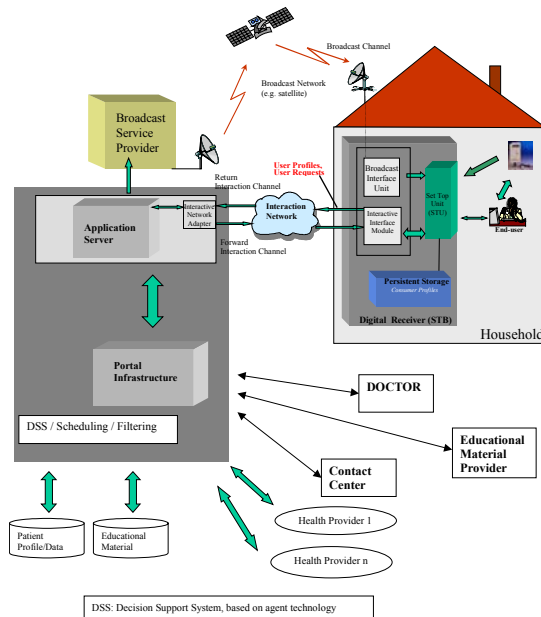 Broadcast Channel
Broadcast Network
(e.g. satellite)
Broadcast
Service
Provider
User Profiles,
User Requests
Return
Interaction Channel
Interaction
Network
Forward
Interaction Channel
Application
Server
Interactive
Network
Adapter
Broadcast
Interface
Unit
Interactive
Interface
Module
Set Top
Unit (STU)
End-user
Persistent Storage
Consumer Profiles
Digital Receiver (STB)
Household
Portal
Infrastructure
DSS / Scheduling / Filtering
DOCTOR
Educational
Material
Provider
Contact
Center
Health Provider 1
Health Provider n
Patient
Profile/Data
Educational
Material
DSS: Decision Support System, based on agent technology